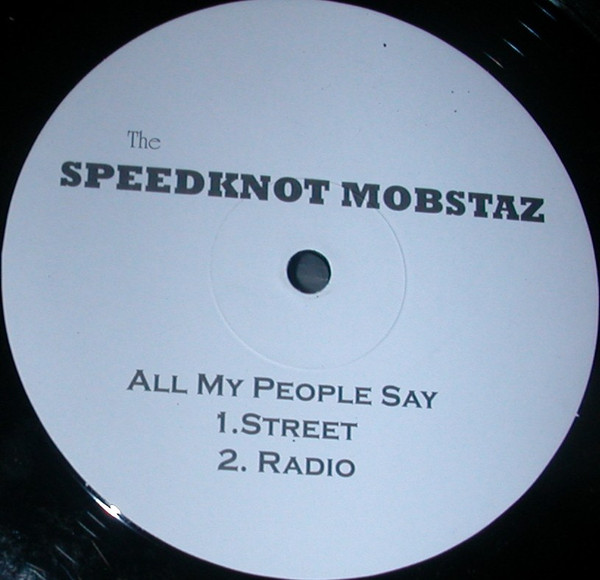 The
SPEEDKNOT MOBSTAZ
ALL MY PEOPLE SAY
1.STREET
2. RADIO